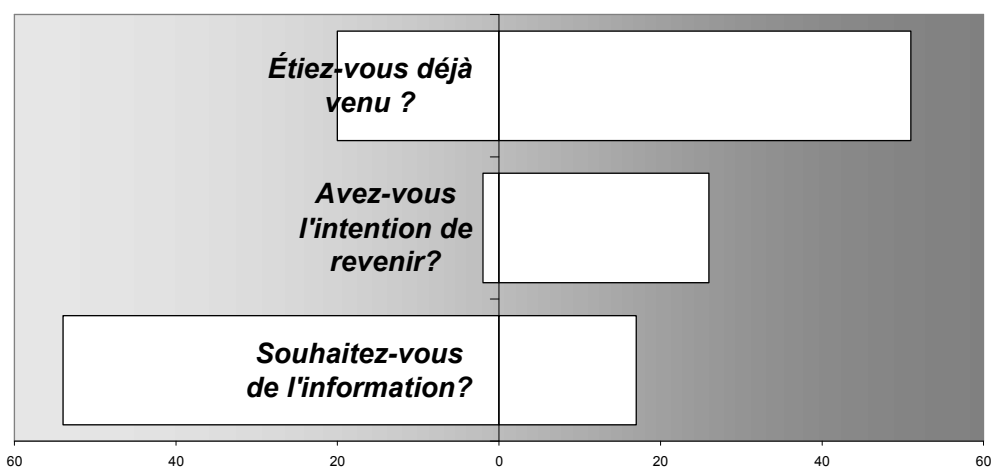 Étiez-vous déjà
venu ?
Avez-vous
l'intention de
revenir?
Souhaitez-vous
de l'information?
60 40 20 0 20 40 60